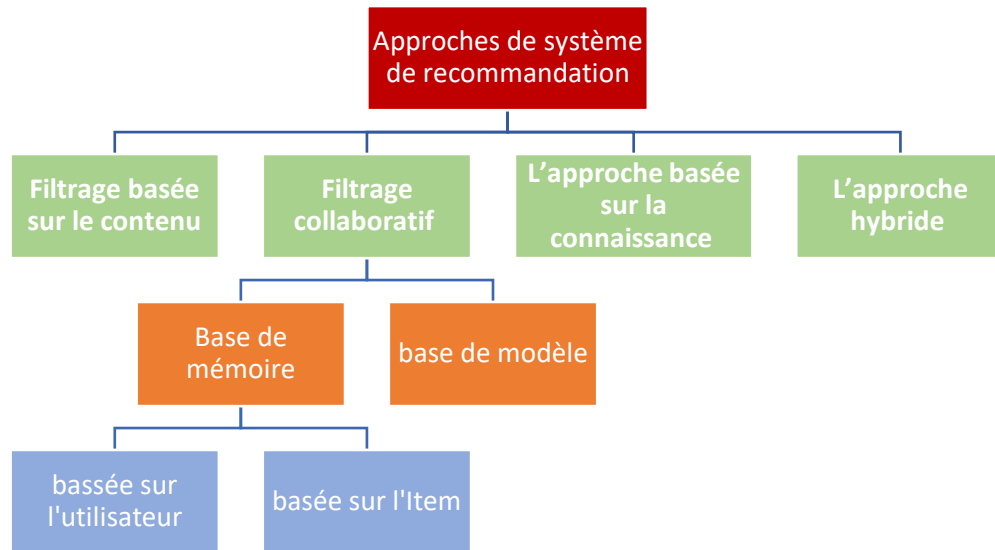 Approches de système
de recommandation
Filtrage basée
sur le contenu
Filtrage
collaboratif
L’approche basée
sur la
connaissance
L’approche
hybride
Base de
mémoire
base de modèle
bassée sur
l'utilisateur
basée sur l'Item